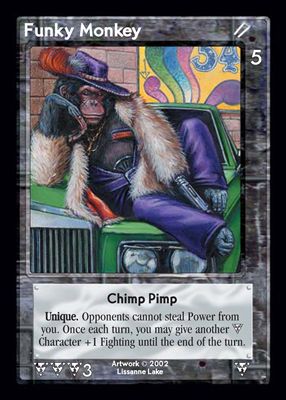 Funky Monkey
5
54
Chimp Pimp
Unique. Opponents cannot steal Power from
you. Once each turn, you may give another
Character +1 Fighting until the end of the turn.
3
Artwork © 2002
Lissanne Lake